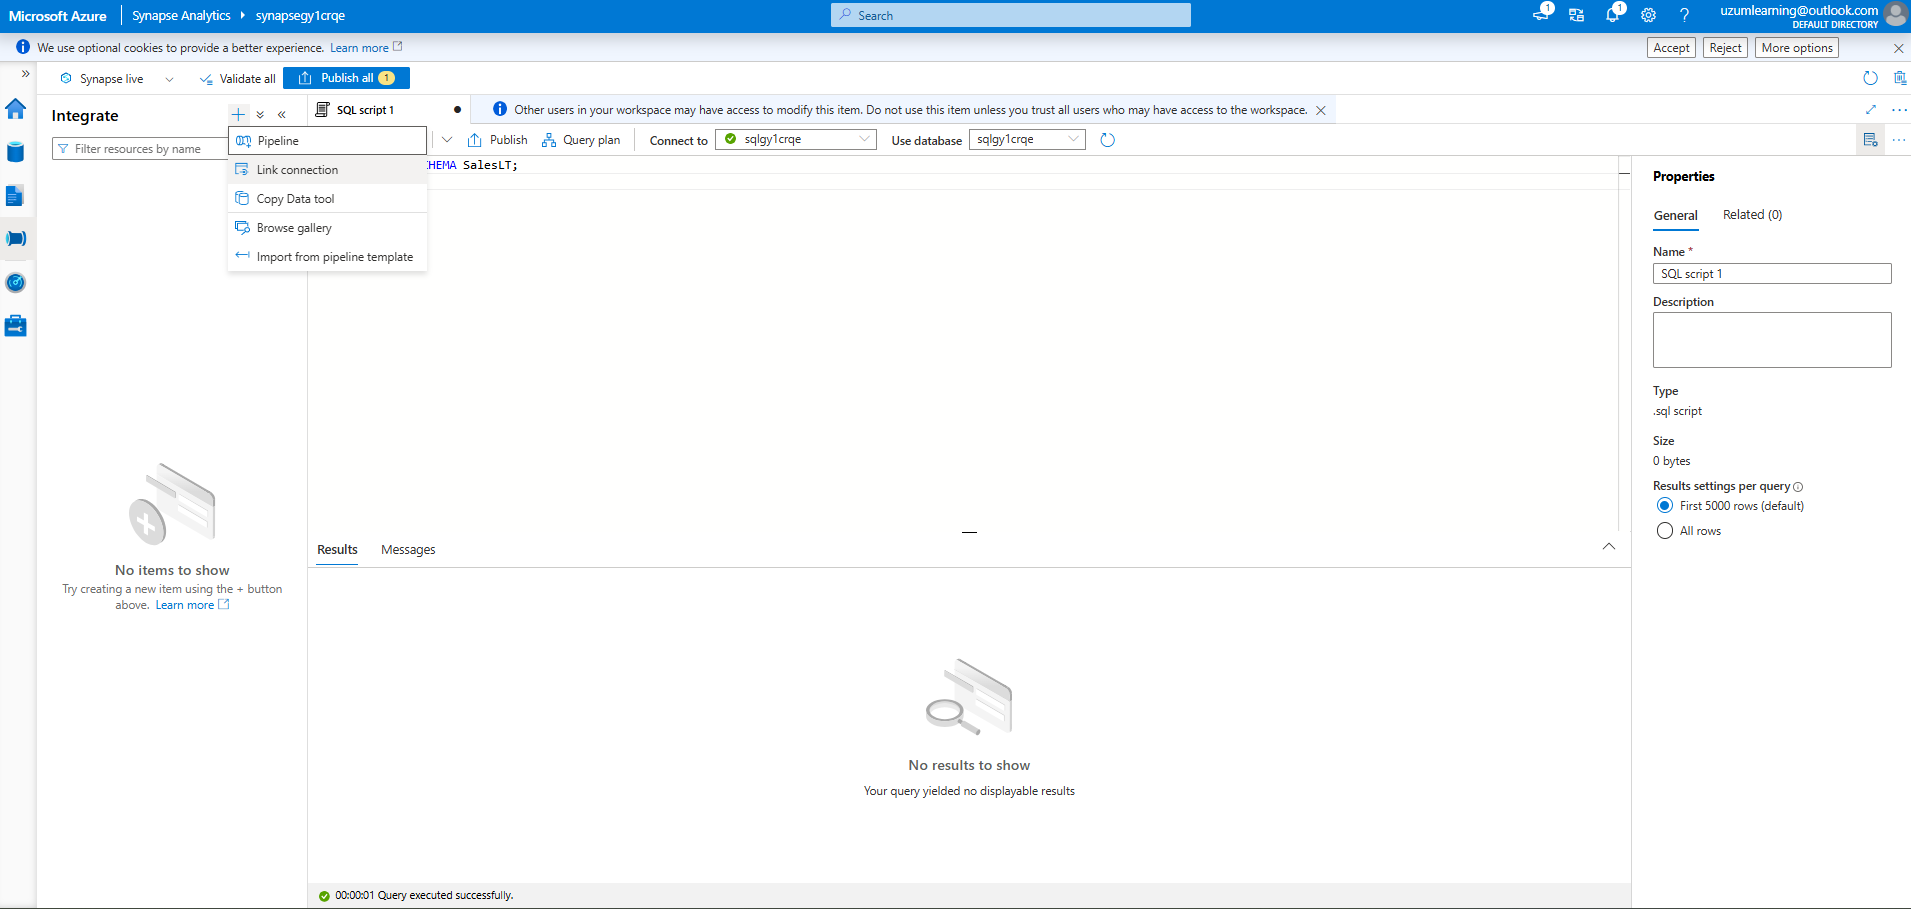 Microsoft Azure
Synapse Analytics
synapsegy1crqe
Search
1
1
uzumlearning@outlook.com
DEFAULT DIRECTORY
We use optional cookies to provide a better experience. Learn more
Accept
Reject
More options
Synapse live
Validate all
Publish all 1
Integrate
SQL script 1
Other users in your workspace may have access to modify this item. Do not use this item unless you trust all users who may have access to the workspace.
Filter resources by name
Pipeline
Link connection
Copy Data tool
Browse gallery
Import from pipeline template
Publish
Query plan
Connect to
sqlgy1crqe
Use database
sqlgy1crqe
HEMA SalesLT;
No items to show
Try creating a new item using the + button
above. Learn more
Results
Messages
No results to show
Your query yielded no displayable results
00:00:01 Query executed successfully.
Properties
General
Related (0)
Name *
SQL script 1
Description
Type
.sql script
Size
0 bytes
Results settings per query
First 5000 rows (default)
All rows